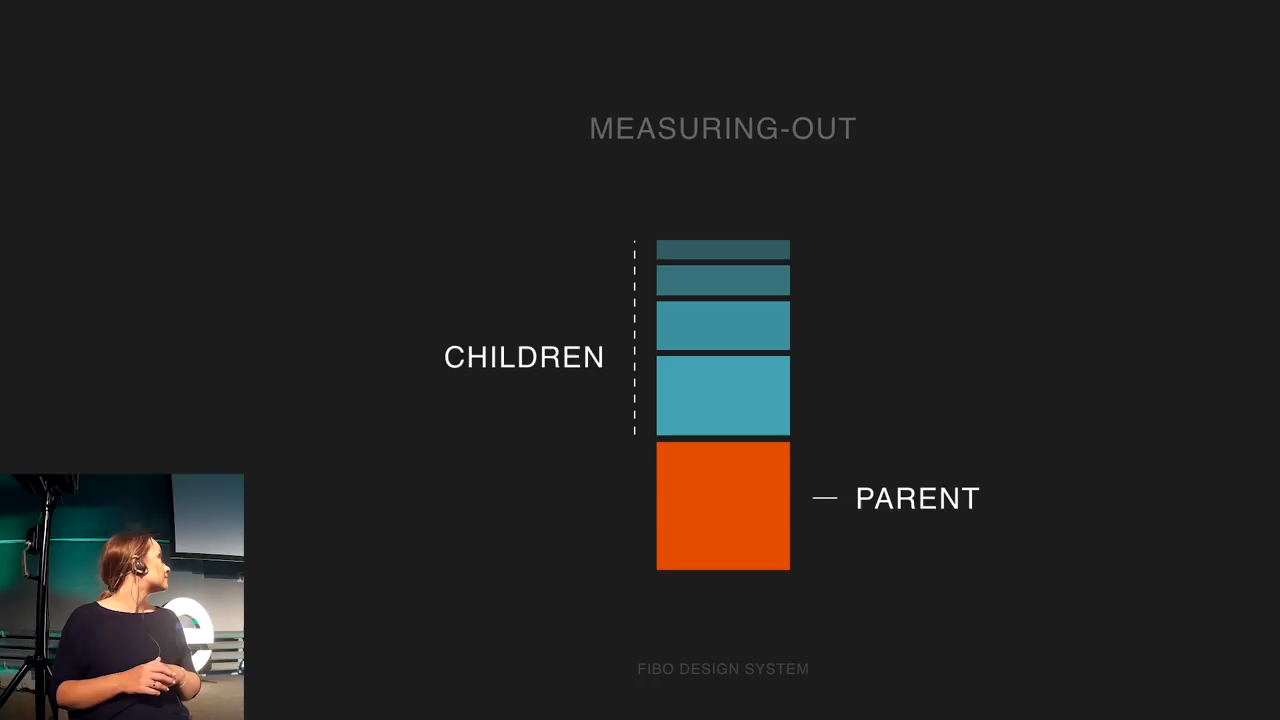 MEASURING-OUT
CHILDREN
PARENT
FIBO DESIGN SYSTEM
e